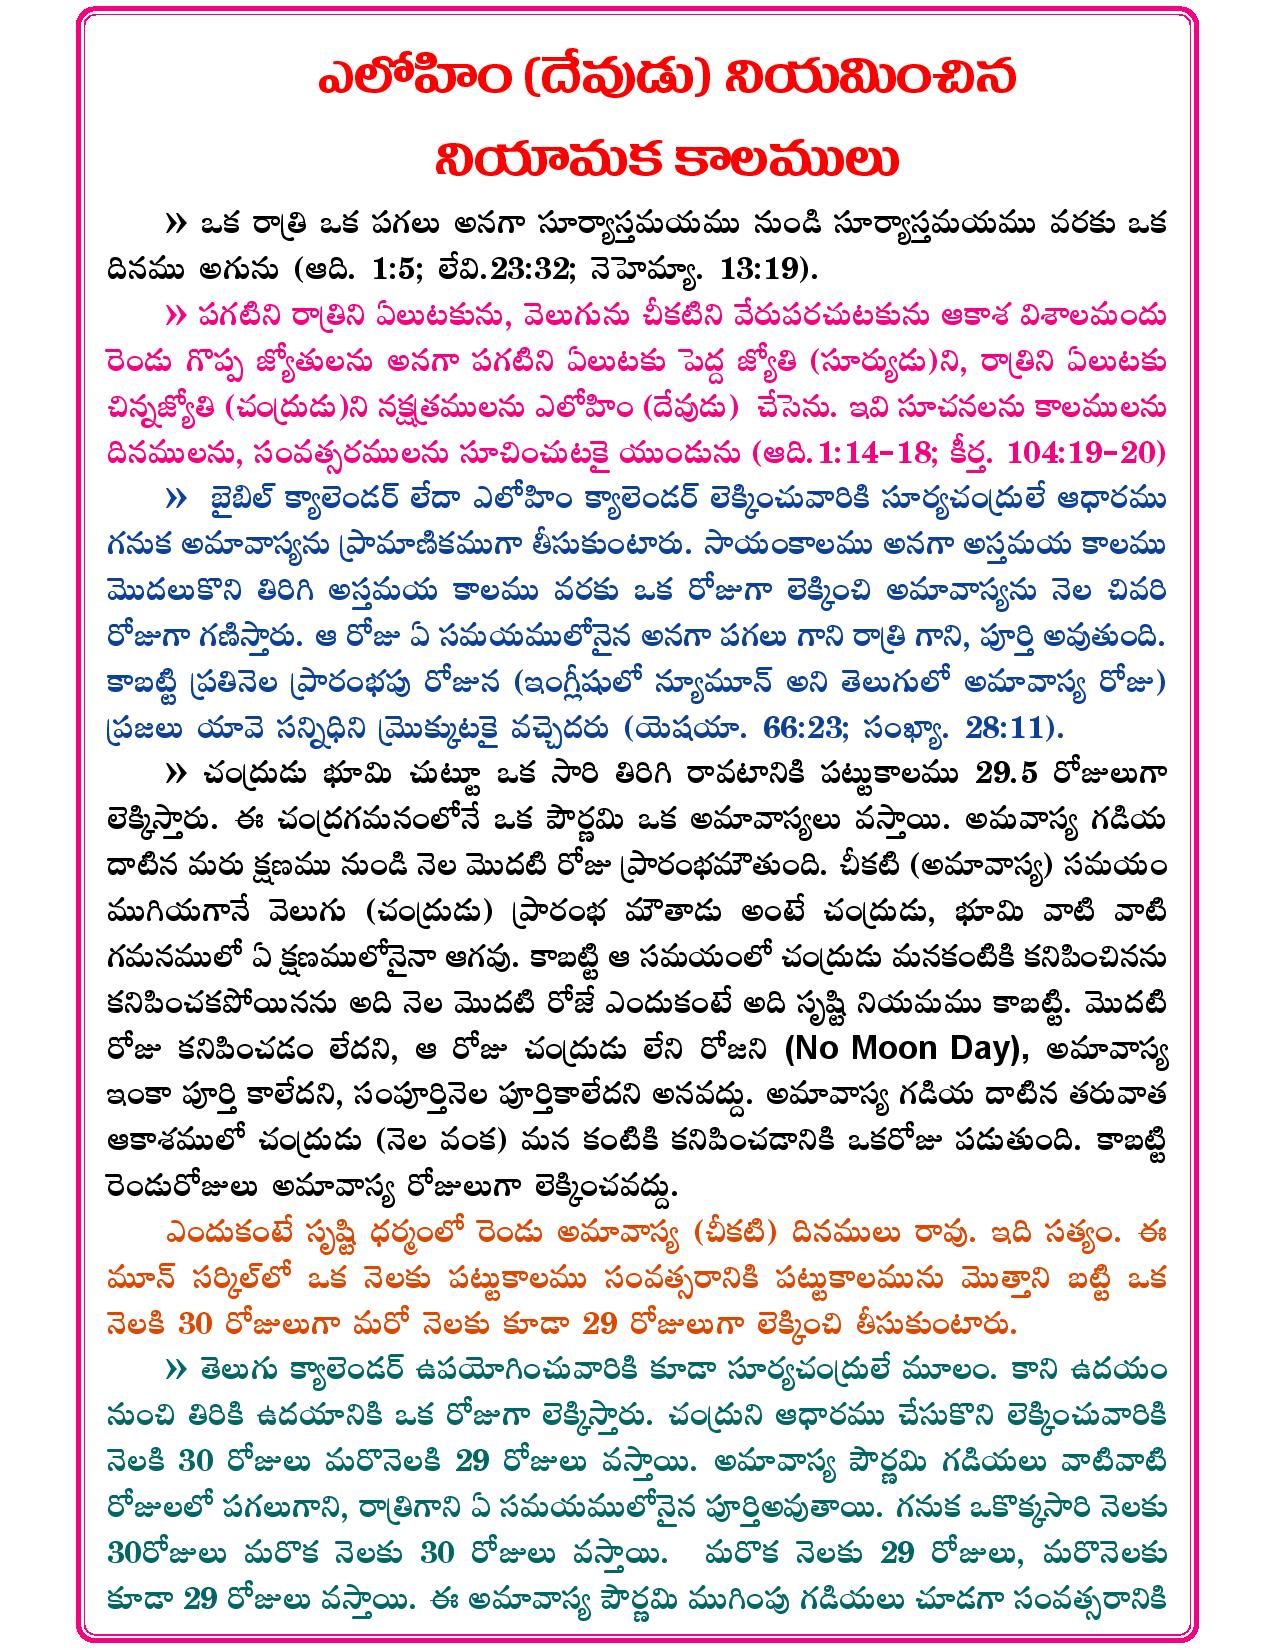 ఎలోహిం (దేవుడు) నియమించిన
నియామక కాలములు
» ఒక రాత్రి ఒక పగలు అనగా సూర్యాస్తమయము నుండి సూర్యాస్తమయము వరకు ఒక
దినము అగును (ఆది. 1:5; లేవి.23:32; నెహెమ్యా. 13:19).
» పగటిని రాత్రిని ఏలుటకును, వెలుగును చీకటిని వేరుపరచుటకును ఆకాశ విశాలమందు
రెండు గొప్ప జ్యోతులను అనగా పగటిని ఏలుటకు పెద్ద జ్యోతి (సూర్యుడు)ని, రాత్రిని ఏలుటకు
చిన్నజ్యోతి (చంద్రుడు)ని నక్షత్రములను ఎలోహిం (దేవుడు) చేసెను. ఇవి సూచనలను కాలములను
దినములను, సంవత్సరములను సూచించుటకై యుండును (ఆది.1:14-18; కీర్త. 104:19-20)
» బైబిల్ క్యాలెండర్ లేదా ఎలోహిం క్యాలెండర్ లెక్కించువారికి సూర్యచంద్రులే ఆధారము
గనుక అమావాస్యను ప్రామాణికముగా తీసుకుంటారు. సాయంకాలము అనగా అస్తమయ కాలము
మొదలుకొని తిరిగి అస్తమయ కాలము వరకు ఒక రోజుగా లెక్కించి అమావాస్యను నెల చివరి
రోజుగా గణిస్తారు. ఆ రోజు ఏ సమయములోనైన అనగా పగలు గాని రాత్రి గాని, పూర్తి అవుతుంది.
కాబట్టి ప్రతినెల ప్రారంభపు రోజున (ఇంగ్లీషులో న్యూమూన్ అని తెలుగులో అమావాస్య రోజు)
ప్రజలు యావె సన్నిధిని మ్రొక్కుటకై వచ్చెదరు (యెషయా. 66:23; సంఖ్యా. 28:11).
» చంద్రుడు భూమి చుట్టూ ఒక సారి తిరిగి రావటానికి పట్టుకాలము 29.5 రోజులుగా
లెక్కిస్తారు. ఈ చంద్రగమనంలోనే ఒక పౌర్ణమి ఒక అమావాస్యలు వస్తాయి. అమవాస్య గడియ
దాటిన మరు క్షణము నుండి నెల మొదటి రోజు ప్రారంభమౌతుంది. చీకటి (అమావాస్య) సమయం
ముగియగానే వెలుగు (చంద్రుడు) ప్రారంభ మౌతాడు అంటే చంద్రుడు, భూమి వాటి వాటి
గమనములో ఏ క్షణములోనైనా ఆగవు. కాబట్టి ఆ సమయంలో చంద్రుడు మనకంటికి కనిపించినను
కనిపించకపోయినను అది నెల మొదటి రోజే ఎందుకంటే అది సృష్టి నియమము కాబట్టి. మొదటి
రోజు కనిపించడం లేదని, ఆ రోజు చంద్రుడు లేని రోజని (No Moon Day), అమావాస్య
ఇంకా పూర్తి కాలేదని, సంపూర్తినెల పూర్తికాలేదని అనవద్దు. అమావాస్య గడియ దాటిన తరువాత
ఆకాశములో చంద్రుడు (నెల వంక) మన కంటికి కనిపించడానికి ఒకరోజు పడుతుంది. కాబట్టి
రెండురోజులు అమావాస్య రోజులుగా లెక్కించవద్దు.
ఎందుకంటే సృష్టి ధర్మంలో రెండు అమావాస్య (చీకటి) దినములు రావు. ఇది సత్యం. ఈ
మూన్ సర్కిల్‌లో ఒక నెలకు పట్టుకాలము సంవత్సరానికి పట్టుకాలమును మొత్తాని బట్టి ఒక
నెలకి 30 రోజులుగా మరో నెలకు కూడా 29 రోజులుగా లెక్కించి తీసుకుంటారు.
» తెలుగు క్యాలెండర్ ఉపయోగించువారికి కూడా సూర్యచంద్రులే మూలం. కాని ఉదయం
నుంచి తిరికి ఉదయానికి ఒక రోజుగా లెక్కిస్తారు. చంద్రుని ఆధారము చేసుకొని లెక్కించువారికి
నెలకి 30 రోజులు మరొనెలకి 29 రోజులు వస్తాయి. అమావాస్య పౌర్ణమి గడియలు వాటివాటి
రోజులలో పగలుగాని, రాత్రిగాని ఏ సమయములోనైన పూర్తిఅవుతాయి. గనుక ఒకొక్కసారి నెలకు
30రోజులు మరొక నెలకు 30 రోజులు వస్తాయి. మరొక నెలకు 29 రోజులు, మరొనెలకు
కూడా 29 రోజులు వస్తాయి. ఈ అమావాస్య పౌర్ణమి ముగింపు గడియలు చూడగా సంవత్సరానికి